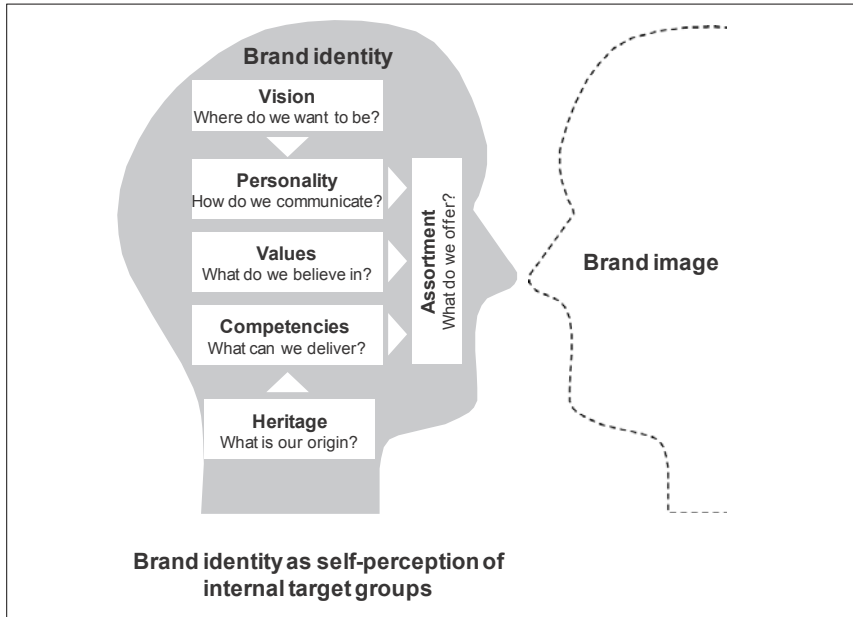 Brand identity
Vision
Where do we want to be?
Personality
How do we communicate?
Values
What do we believe in?
Competencies
What can we deliver?
Heritage
What is our origin?
Assortment
What do we offer?
Brand image
Brand identity as self-perception of
internal target groups